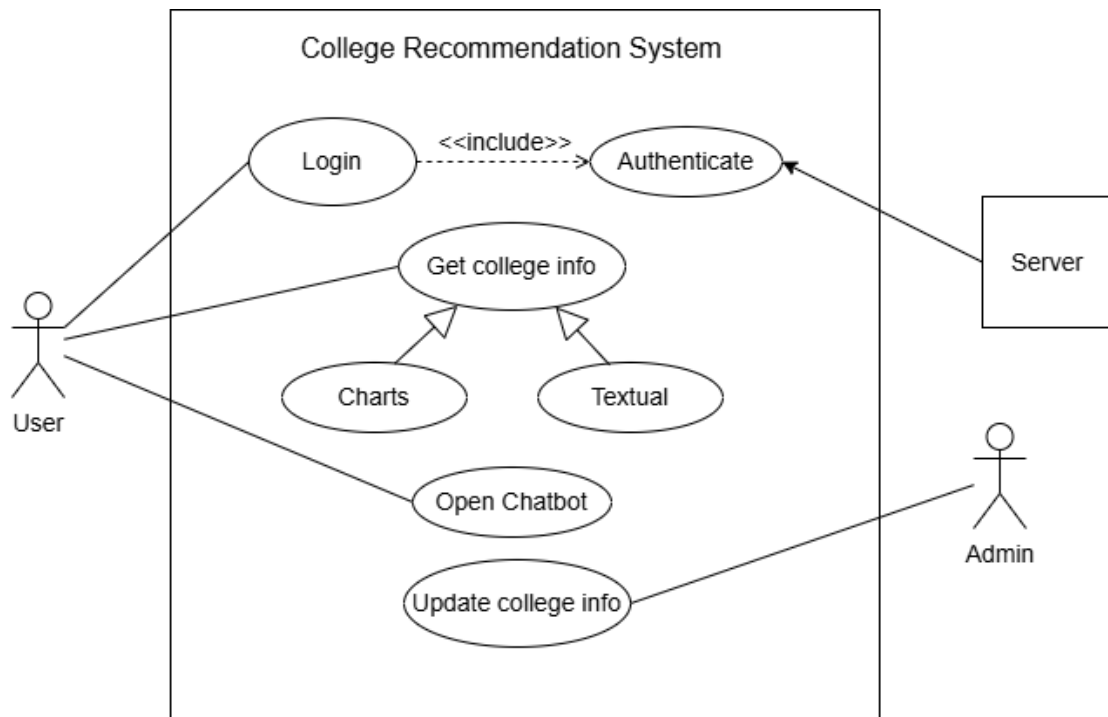 College Recommendation System
<<include>>
Login
Authenticate
Get college info
Server
Charts
Textual
User
Open Chatbot
Admin
Update college info